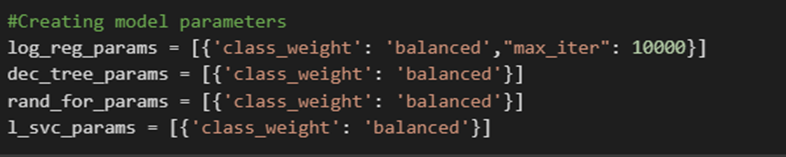 #Creating model parameters
log_reg_params = [{'class_weight': 'balanced',"max_iter": 10000}]
dec_tree_params = [{'class_weight': 'balanced'}]
rand_for_params = [{'class_weight': 'balanced'}]
l_svc_params = [{'class_weight': 'balanced'}]